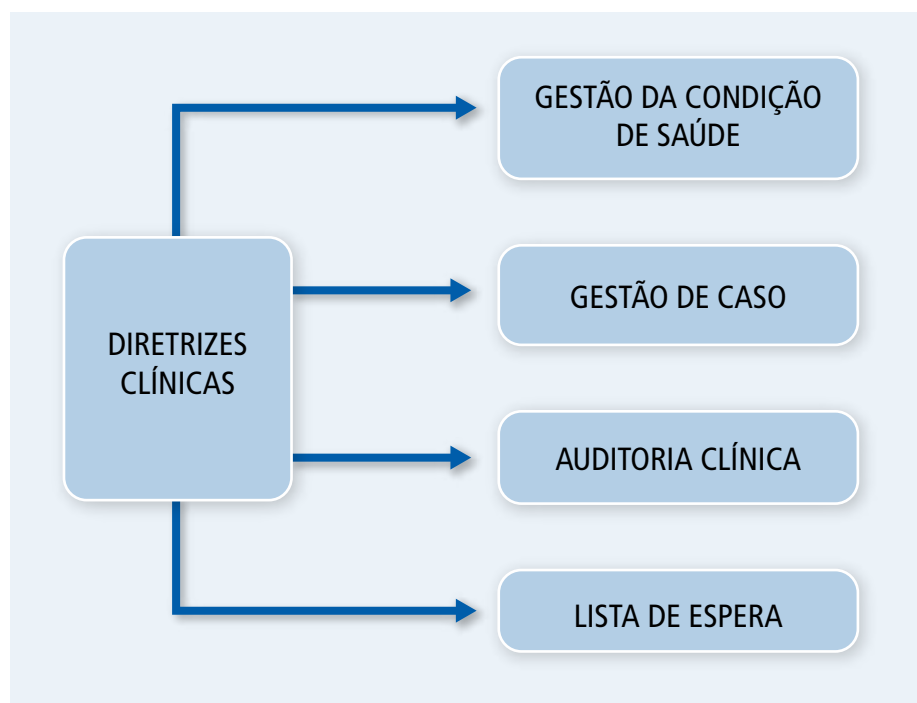 GESTÃO DA CONDIÇÃO
DE SAÚDE
GESTÃO DE CASO
DIRETRIZES
CLÍNICAS
AUDITORIA CLÍNICA
LISTA DE ESPERA